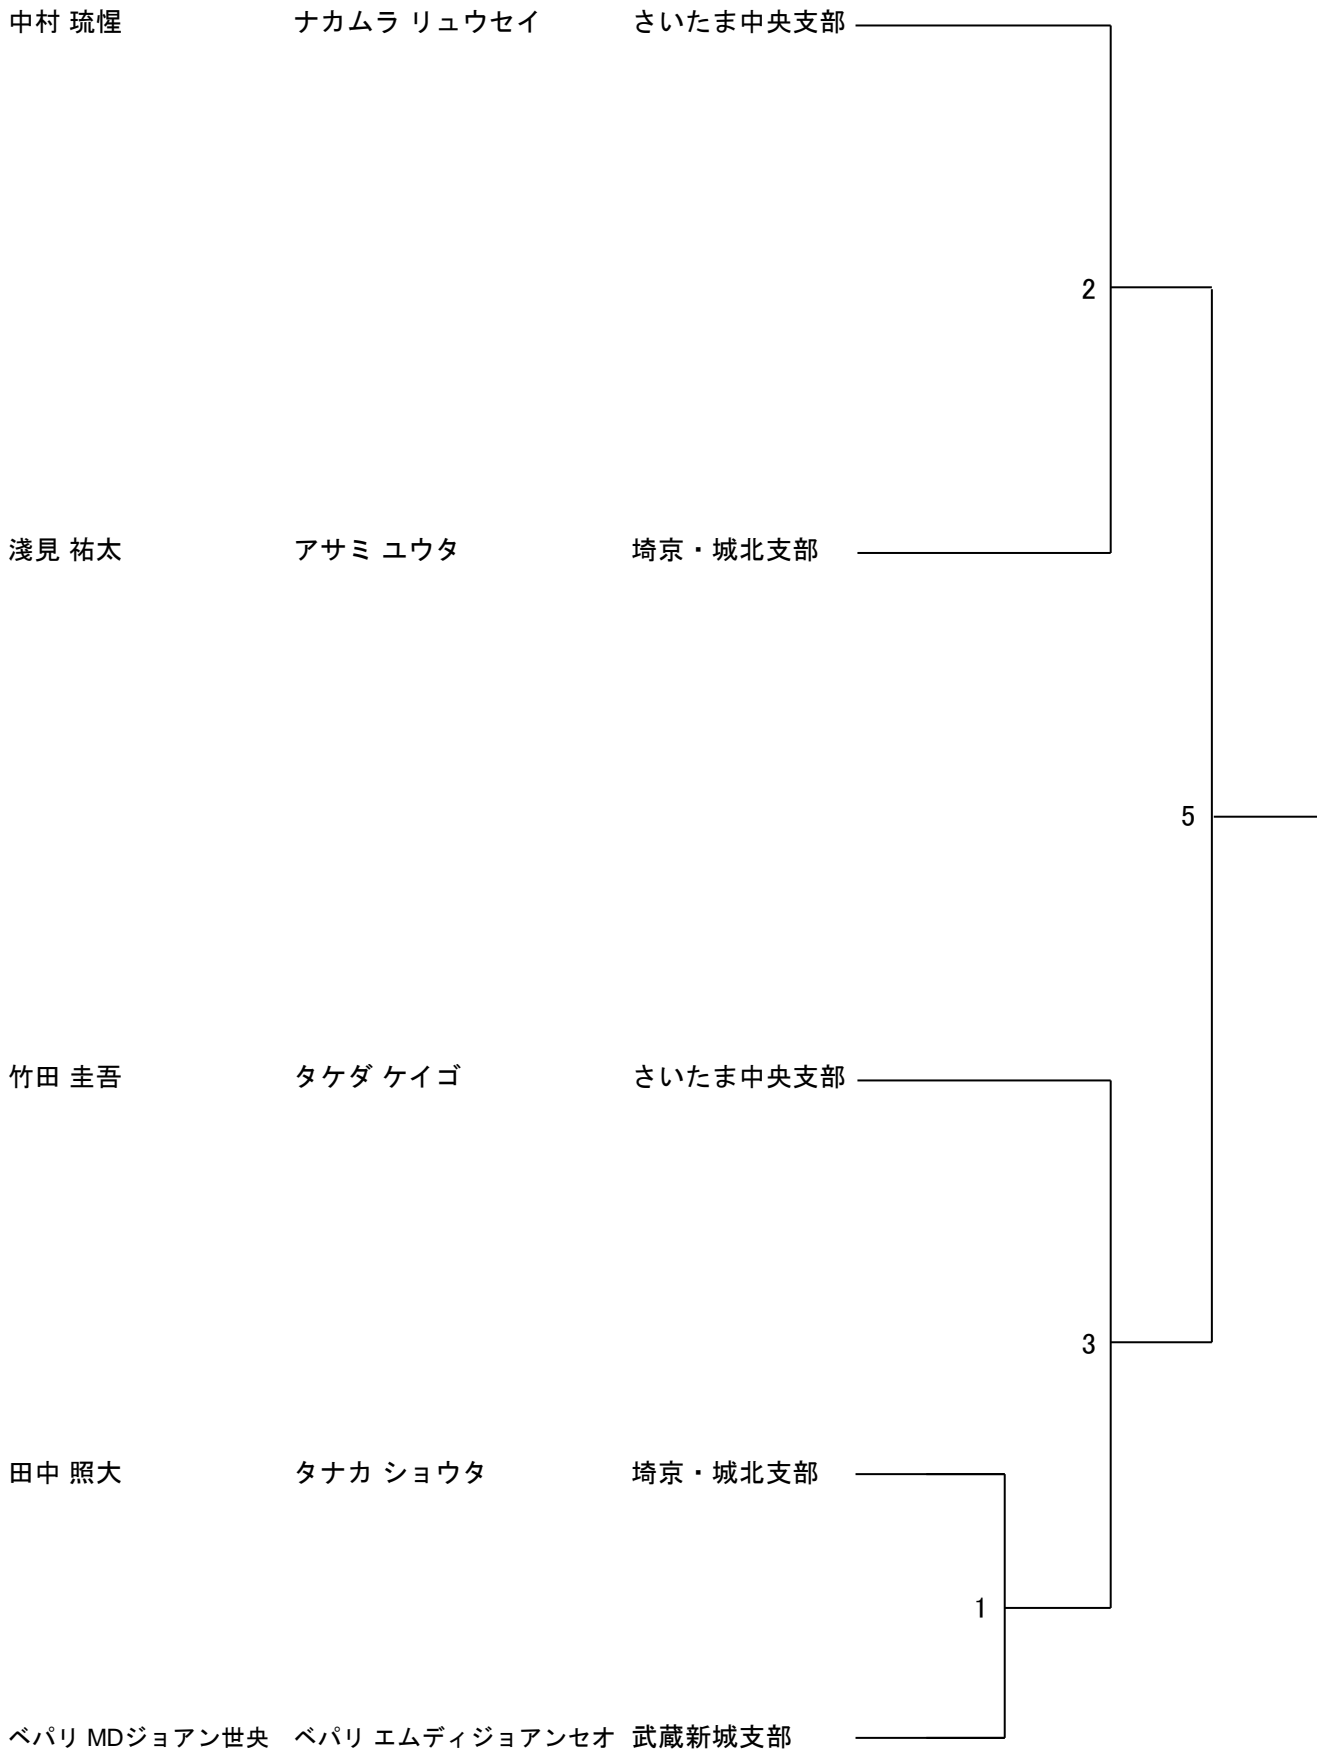 中村 琉惺 ナカムラ リュウセイ さいたま中央支部
2
淺見 祐太 アサミ ユウタ 埼京・城北支部
5
竹田 圭吾 タケダ ケイゴ さいたま中央支部
3
田中 照大 タナカ ショウタ 埼京・城北支部
1
ベパリ MDジョアン世央 ベパリ エムディジョアンセオ 武蔵新城支部